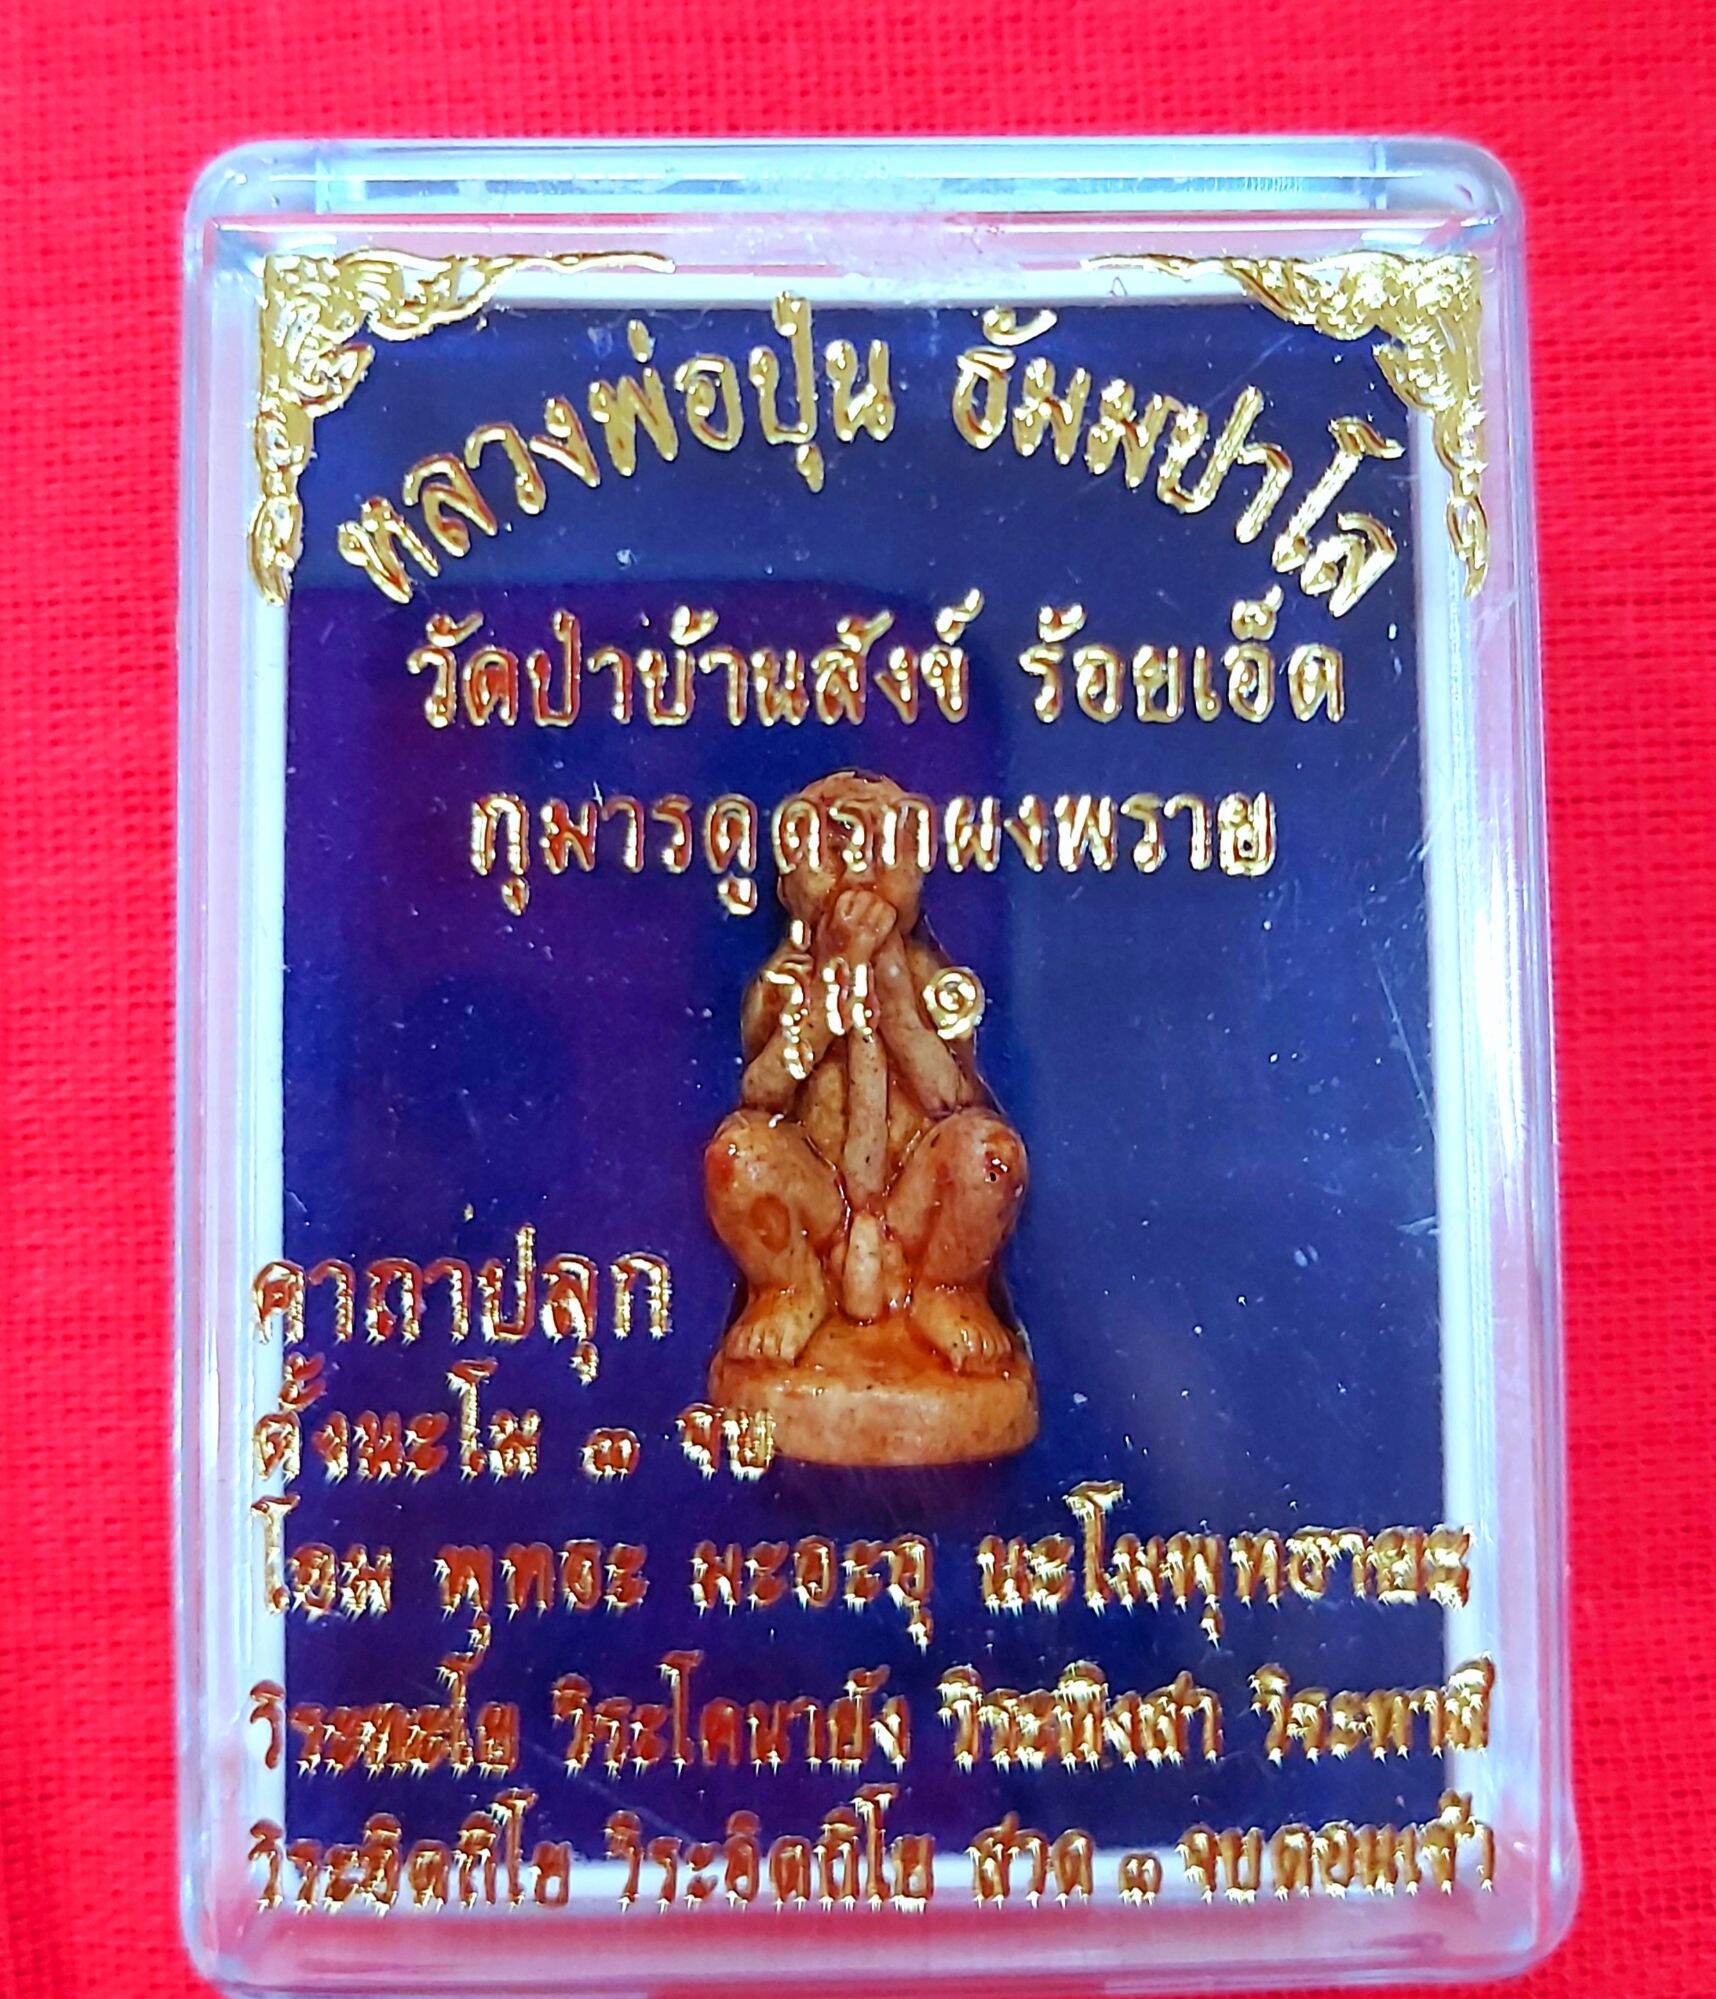 หลวงพ่อปุ่น ธัมมปาโล
วัดป่าบ้านสังข์ ร้อยเอ็ด
กุมารดูดรกผงพราย
รุ่น ๑
คาถาปลุก
ตั้งนะโม ๓ จบ
โอม พุทธะ มะอะอุ นะโมพุทธายะ
วิระทะโย วิระโคนายัง วิระหิงสา วิระทาสี
วิระอิตถิโย วิระอิตถิโย สวด ๓ จบตอนเช้า